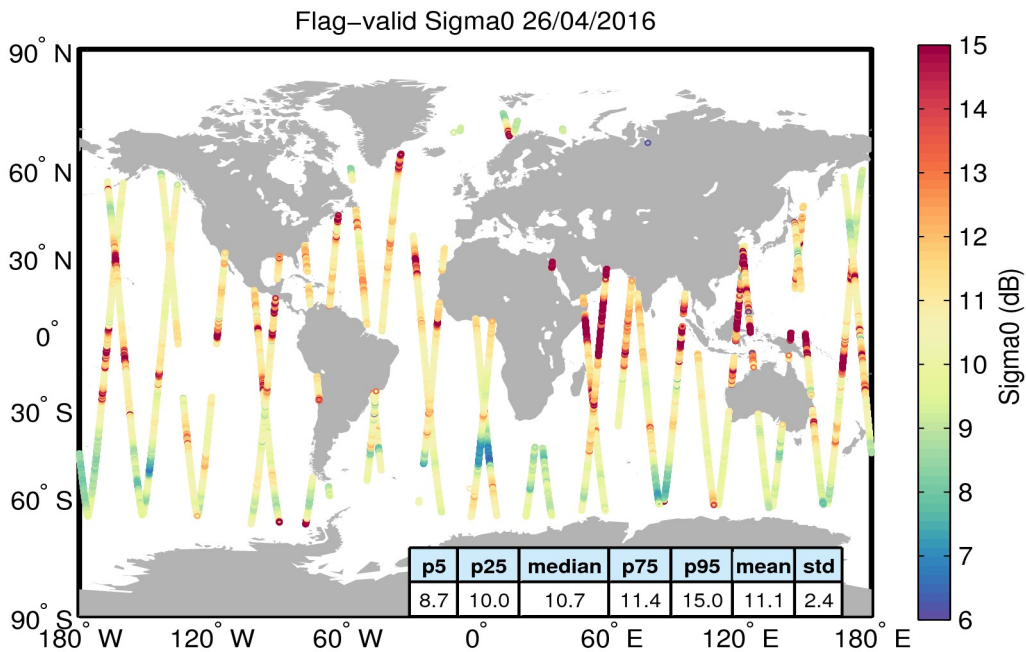 Flag−valid Sigma0 26/04/2016
90° N
60° N
30° N
0°
30° S
60° S
90° S
180° W
120° W
60° W
0°
60° E
120° E
180° E
15
14
13
12
11
10
9
8
7
6
Sigma0 (dB)
p5 p25 median p75 p95 mean std
8.7 10.0 10.7 11.4 15.0 11.1 2.4